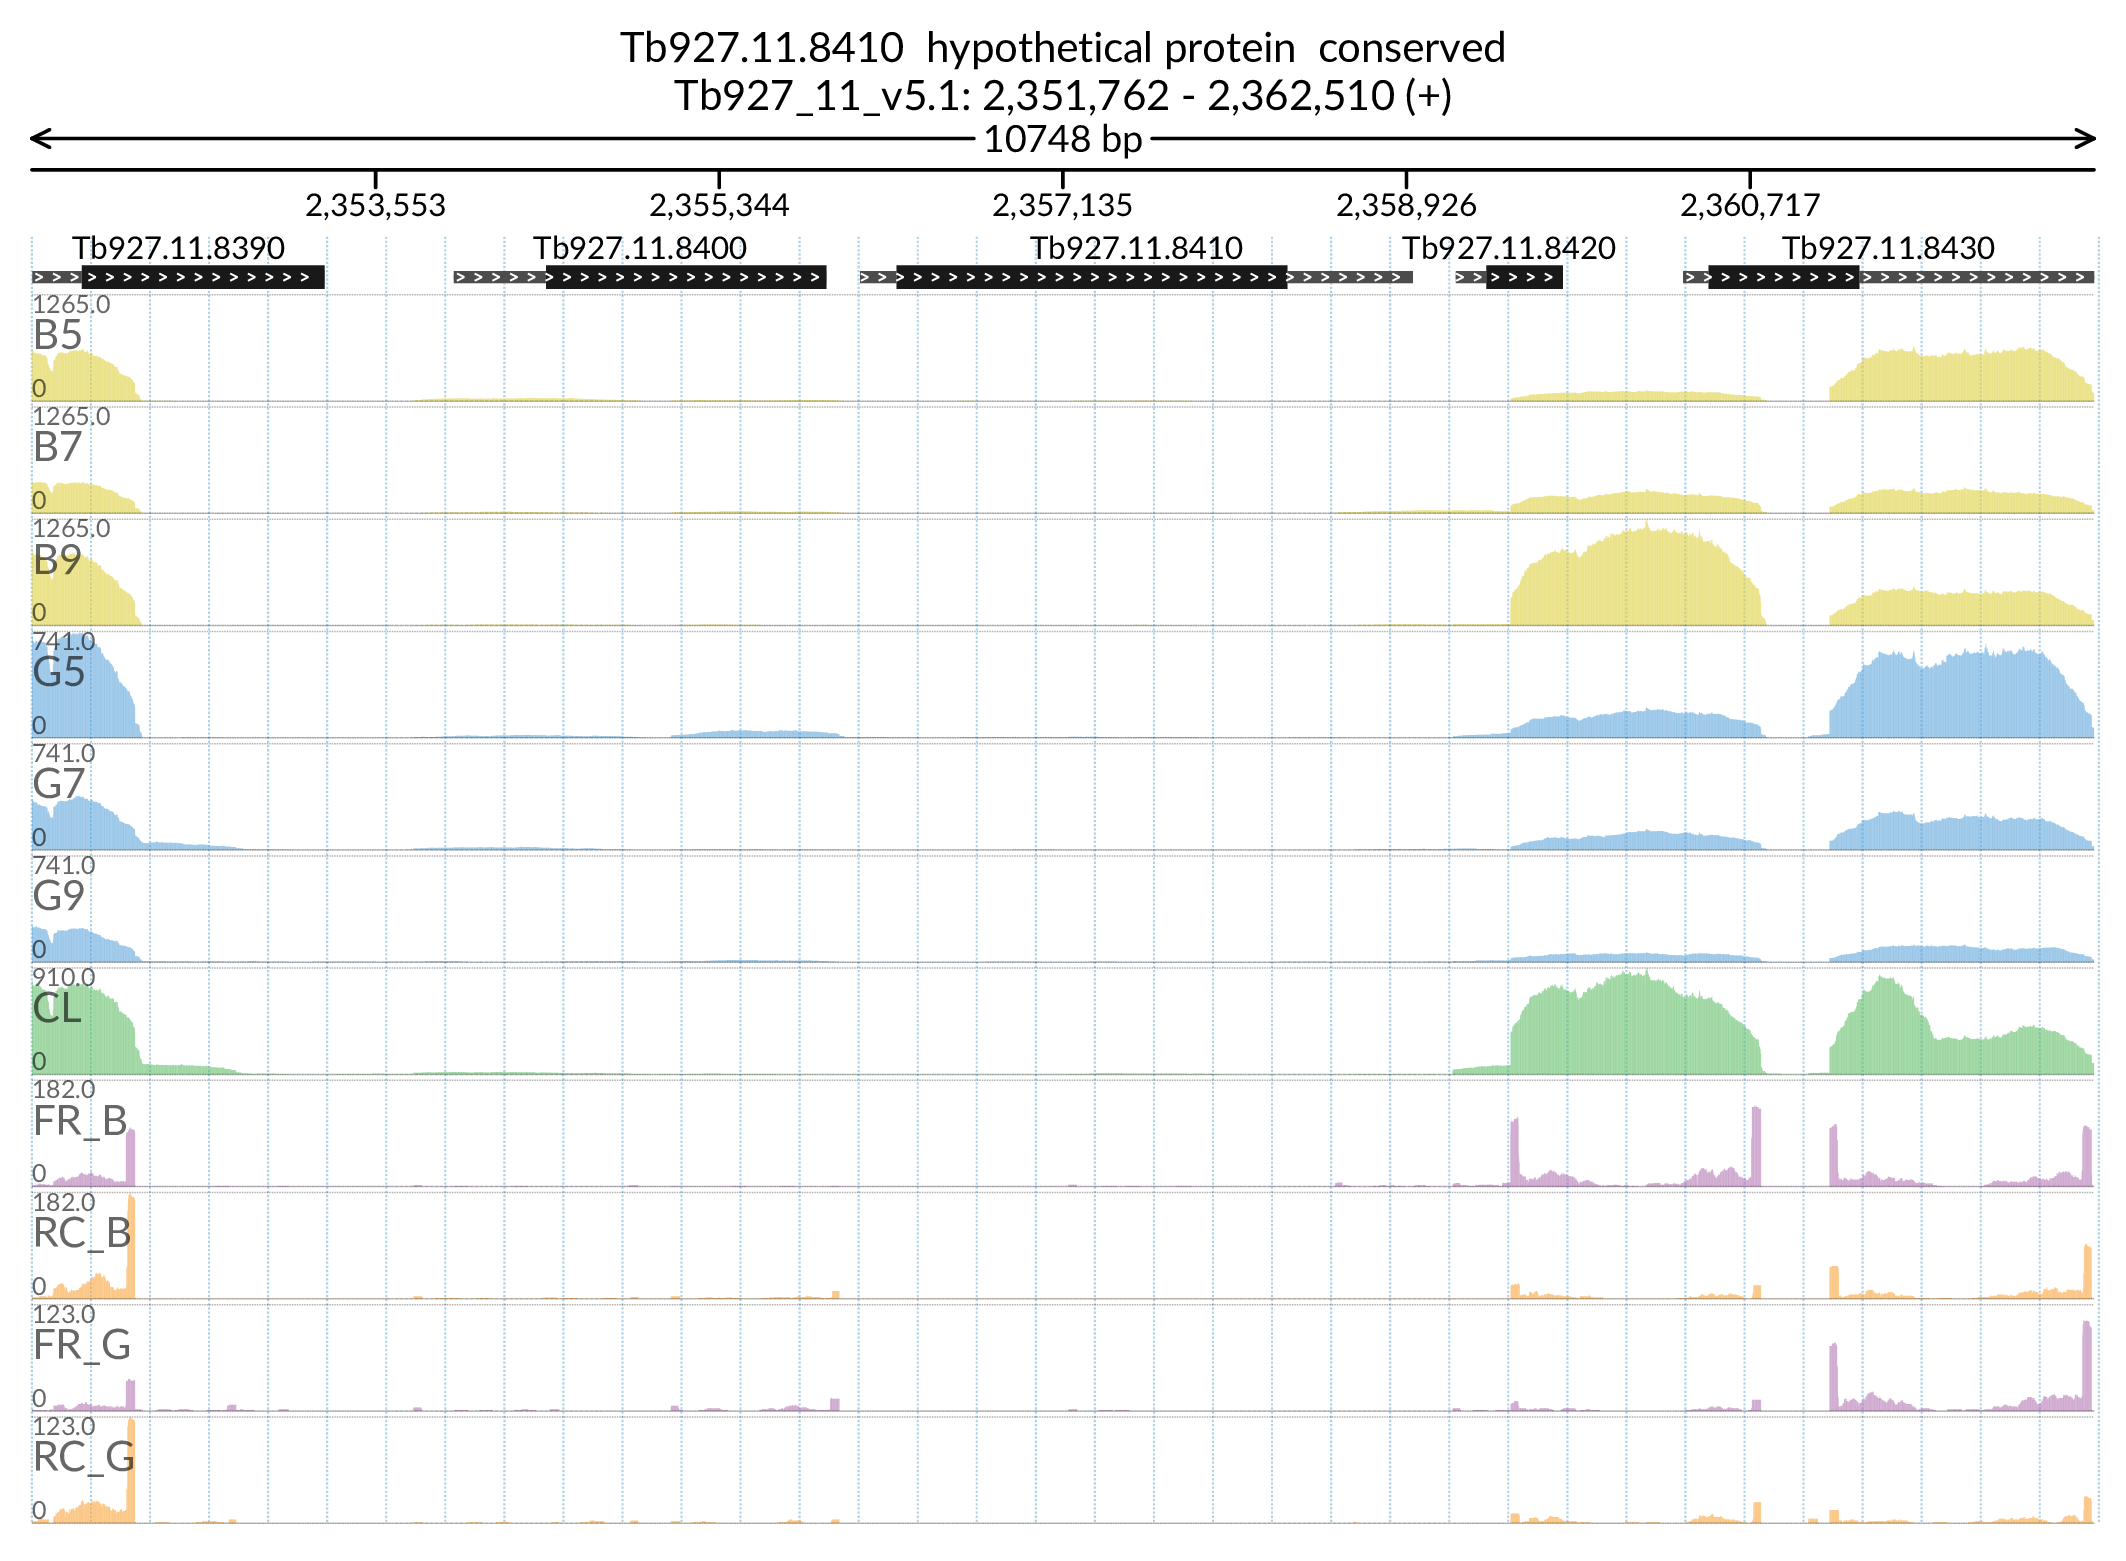 Tb927.11.8410  hypothetical protein  conserved
Tb927_11_v5.1: 2,351,762 - 2,362,510 (+)
10748 bp
2,353,553 2,355,344 2,357,135 2,358,926 2,360,717
Tb927.11.8390 Tb927.11.8400 Tb927.11.8410 Tb927.11.8420 Tb927.11.8430
1265.0
B5
0
1265.0
B7
0
1265.0
B9
0
741.0
G5
0
741.0
G7
0
741.0
G9
0
910.0
CL
0
182.0
FR_B
0
182.0
RC_B
0
123.0
FR_G
0
123.0
RC_G
0